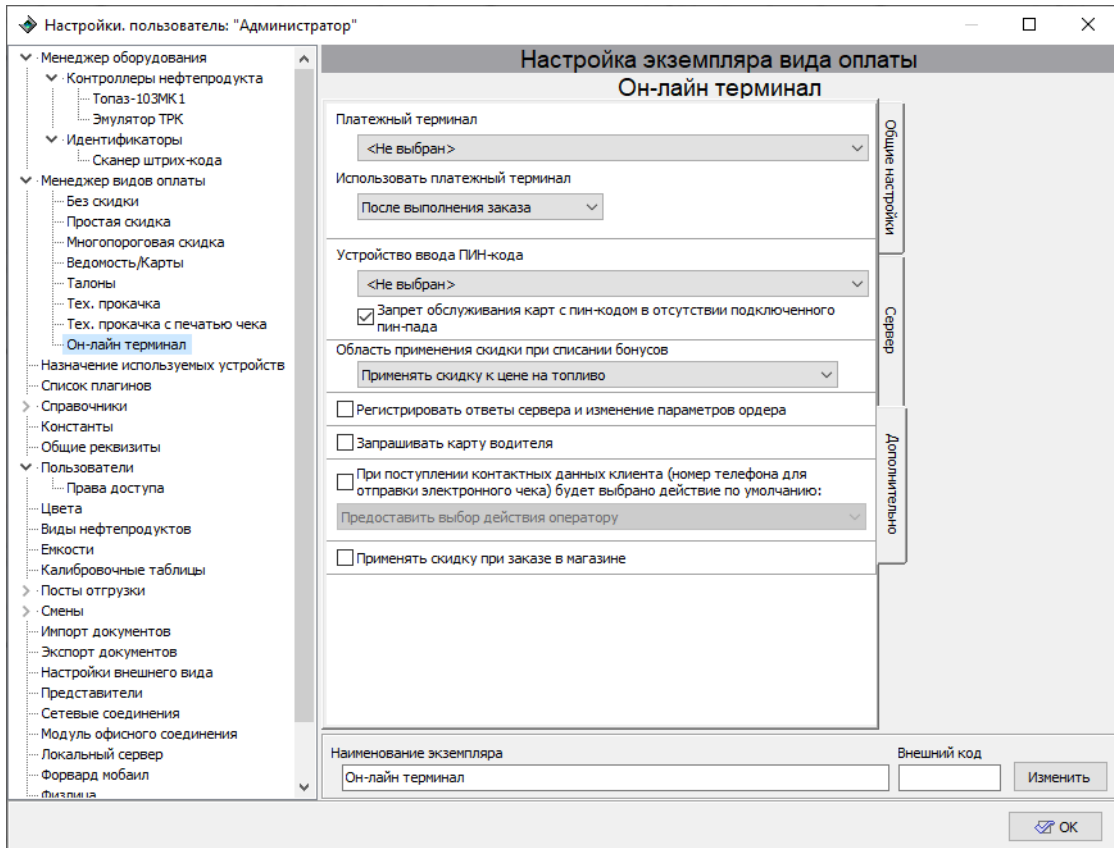 Настройки. пользователь: "Администратор"
Менеджер оборудования
Контроллеры нефтепродукта
Топаз-103МК1
Эмулятор ТРК
Идентификаторы
Сканер штрих-кода
Менеджер видов оплаты
Без скидки
Простая скидка
Многопороговая скидка
Ведомость/Карты
Талоны
Тех. прокачка
Тех. прокачка с печатью чека
Он-лайн терминал
Назначение используемых устройств
Список плагинов
Справочники
Константы
Общие реквизиты
Пользователи
Права доступа
Цвета
Виды нефтепродуктов
Емкости
Калибровочные таблицы
Посты отгрузки
Смены
Импорт документов
Экспорт документов
Настройки внешнего вида
Представители
Сетевые соединения
Модуль офисного соединения
Локальный сервер
Форвард мобаил
Физлица
Настройка экземпляра вида оплаты
Он-лайн терминал
Платежный терминал
<Не выбран>
Использовать платежный терминал
После выполнения заказа
Устройство ввода ПИН-кода
<Не выбран>
Запрет обслуживания карт с пин-кодом в отсутствии подключенного
пин-пада
Область применения скидки при списании бонусов
Применять скидку к цене на топливо
Регистрировать ответы сервера и изменение параметров ордера
Запрашивать карту водителя
При поступлении контактных данных клиента (номер телефона для
отправки электронного чека) будет выбрано действие по умолчанию:
Предоставить выбор действия оператору
Применять скидку при заказе в магазине
Общие настройки
Сервер
Дополнительно
Наименование экземпляра
Внешний код
Он-лайн терминал
Изменить
OK